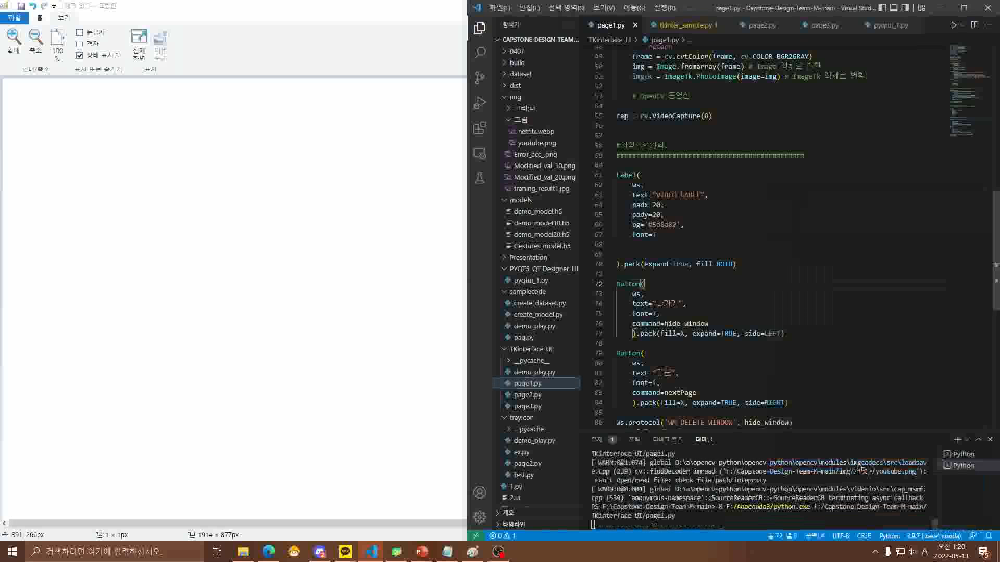 파일
홈
보기
확대
축소
100
%
눈금자
격자
상태 표시줄
전체
화면
미리
보기
확대/축소
표시 또는 숨기기
표시
891, 266px
1 × 1px
1914 × 877px
파일(F) 편집(E) 선택 영역(S) 보기(V) 이동(G) 실행(R) ... page1.py - Capstone-Design-Team-M-main - Visual Stud...
탐색기
CAPSTONE-DESIGN-TEAM...
0407
build
dataset
dist
img
그리;ㅁ
그림
netfilx.webp
youtube.png
Error_acc_.png
Modified_val_10.png
Modified_val_20.png
traning_result1.jpg
models
demo_model.h5
demo_model10.h5
demo_model20.h5
Gestures_model.h5
Presentation
PYQT5_QT Designer_UI
pyqtui_1.py
samplecode
create_dataset.py
create_model.py
demo_play.py
pag.py
TKinterface_UI
__pycache__
demo_play.py
page1.py
page2.py
page3.py
trayicon
__pycache__
demo_play.py
ex.py
page2.py
test.py
1.py
2.ui
개요
타임라인
page1.py tkinter_sample.py 1 page2.py page3.py pyqtui_1.py
TKinterface_UI > page1.py > ...
48 return
49 frame = cv.cvtColor(frame, cv.COLOR_BGR2GRAY)
50 img = Image.fromarray(frame) # Image 객체로 변환
51 imgtk = ImageTk.PhotoImage(image=img) # ImageTk 객체로 변환
52
53 # OpenCV 동영상
54
55 cap = cv.VideoCapture(0)
56
57
58 #아직구현안됨.
59 ###############################################
60
61 Label(
62 ws,
63 text="VIDEO LABEL",
64 padx=20,
65 pady=20,
66 bg='#5d8a82',
67 font=f
68
69
70 ).pack(expand=True, fill=BOTH)
71
72 Button(
73 ws,
74 text="나가기",
75 font=f,
76 command=hide_window
77 ).pack(fill=X, expand=TRUE, side=LEFT)
78
79 Button(
80 ws,
81 text="다음",
82 font=f,
83 command=nextPage
84 ).pack(fill=X, expand=TRUE, side=RIGHT)
85
86 ws.protocol('WM_DELETE_WINDOW', hide_window)
문제 1 출력 디버그 콘솔 터미널
TKinterface_UI/page1.py
[ WARN:0@1.074] global D:\a\opencv-python\opencv-python\opencv\modules\imgcodecs\src\loadsav
e.cpp (239) cv::findDecoder imread_('F:/Capstone-Design-Team-M-main/img/
/youtube.png'):
can't open/read file: check file path/integrity
global D:\a\opencv-python\opencv-python\opencv\modules\videoio\src\cap_msmf.
cpp (539) `anonymous-namespace'::SourceReaderCB::~SourceReaderCB terminating async callback
PS F:\Capstone-Design-Team-M-main> & F:/Anaconda3/python.exe f:/Capstone-Design-Team-M-main/
TKinterface_UI/page1.py
Python
Python
0 1
줄 72, 열 8 공백: 4 UTF-8 CRLF Python 3.9.7 ('base': conda)
검색하려면 여기에 입력하십시오.
A
오전 1:20
2022-05-13
5